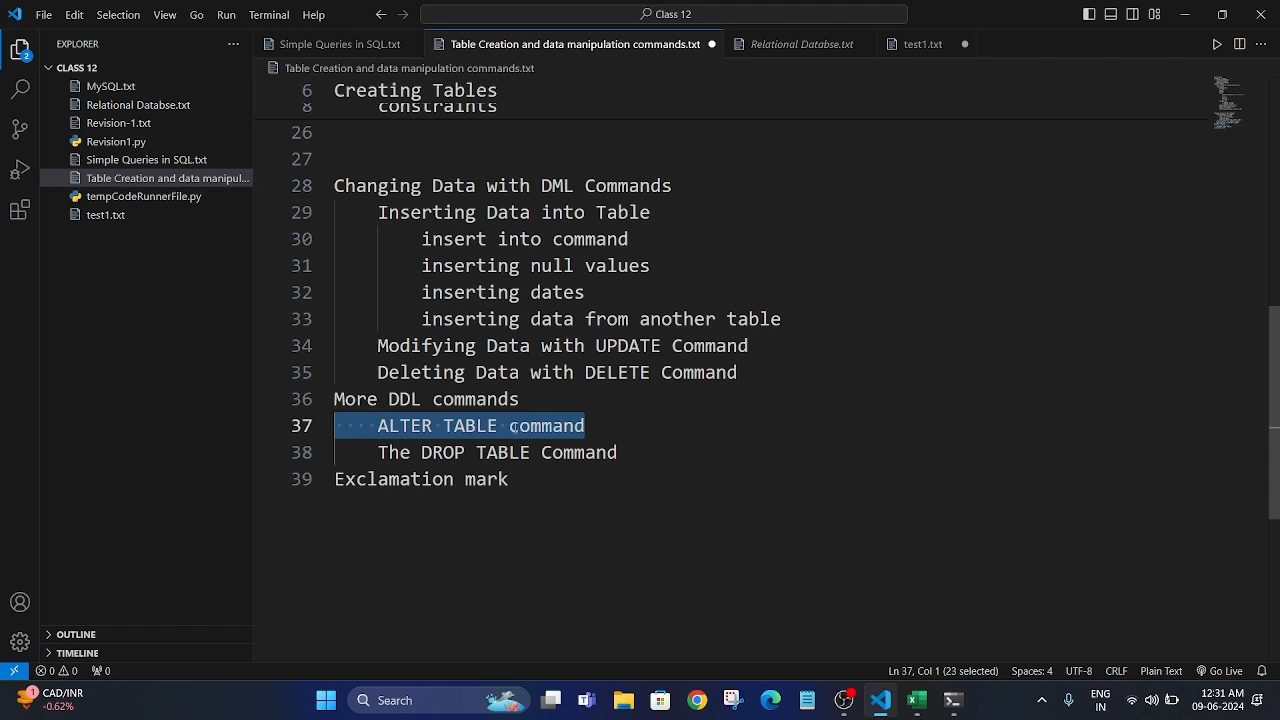 File Edit Selection View Go Run Terminal Help
Class 12
EXPLORER
Simple Queries in SQL.txt
Table Creation and data manipulation commands.txt
Relational Databse.txt
test1.txt
CLASS 12
MySQL.txt
Relational Databse.txt
Revision-1.txt
Revision1.py
Simple Queries in SQL.txt
Table Creation and data manipul...
tempCodeRunnerFile.py
test1.txt
OUTLINE
TIMELINE
2
Table Creation and data manipulation commands.txt
6 Creating Tables
8 constraints
26
27
28 Changing Data with DML Commands
29 Inserting Data into Table
30 insert into command
31 inserting null values
32 inserting dates
33 inserting data from another table
34 Modifying Data with UPDATE Command
35 Deleting Data with DELETE Command
36 More DDL commands
37 ALTER TABLE command
38 The DROP TABLE Command
39 Exclamation mark
0 0 0 Ln 37, Col 1 (23 selected) Spaces: 4 UTF-8 CRLF Plain Text Go Live
1 CAD/INR
-0.62%
Search
ENG
IN
12:31 AM
09-06-2024